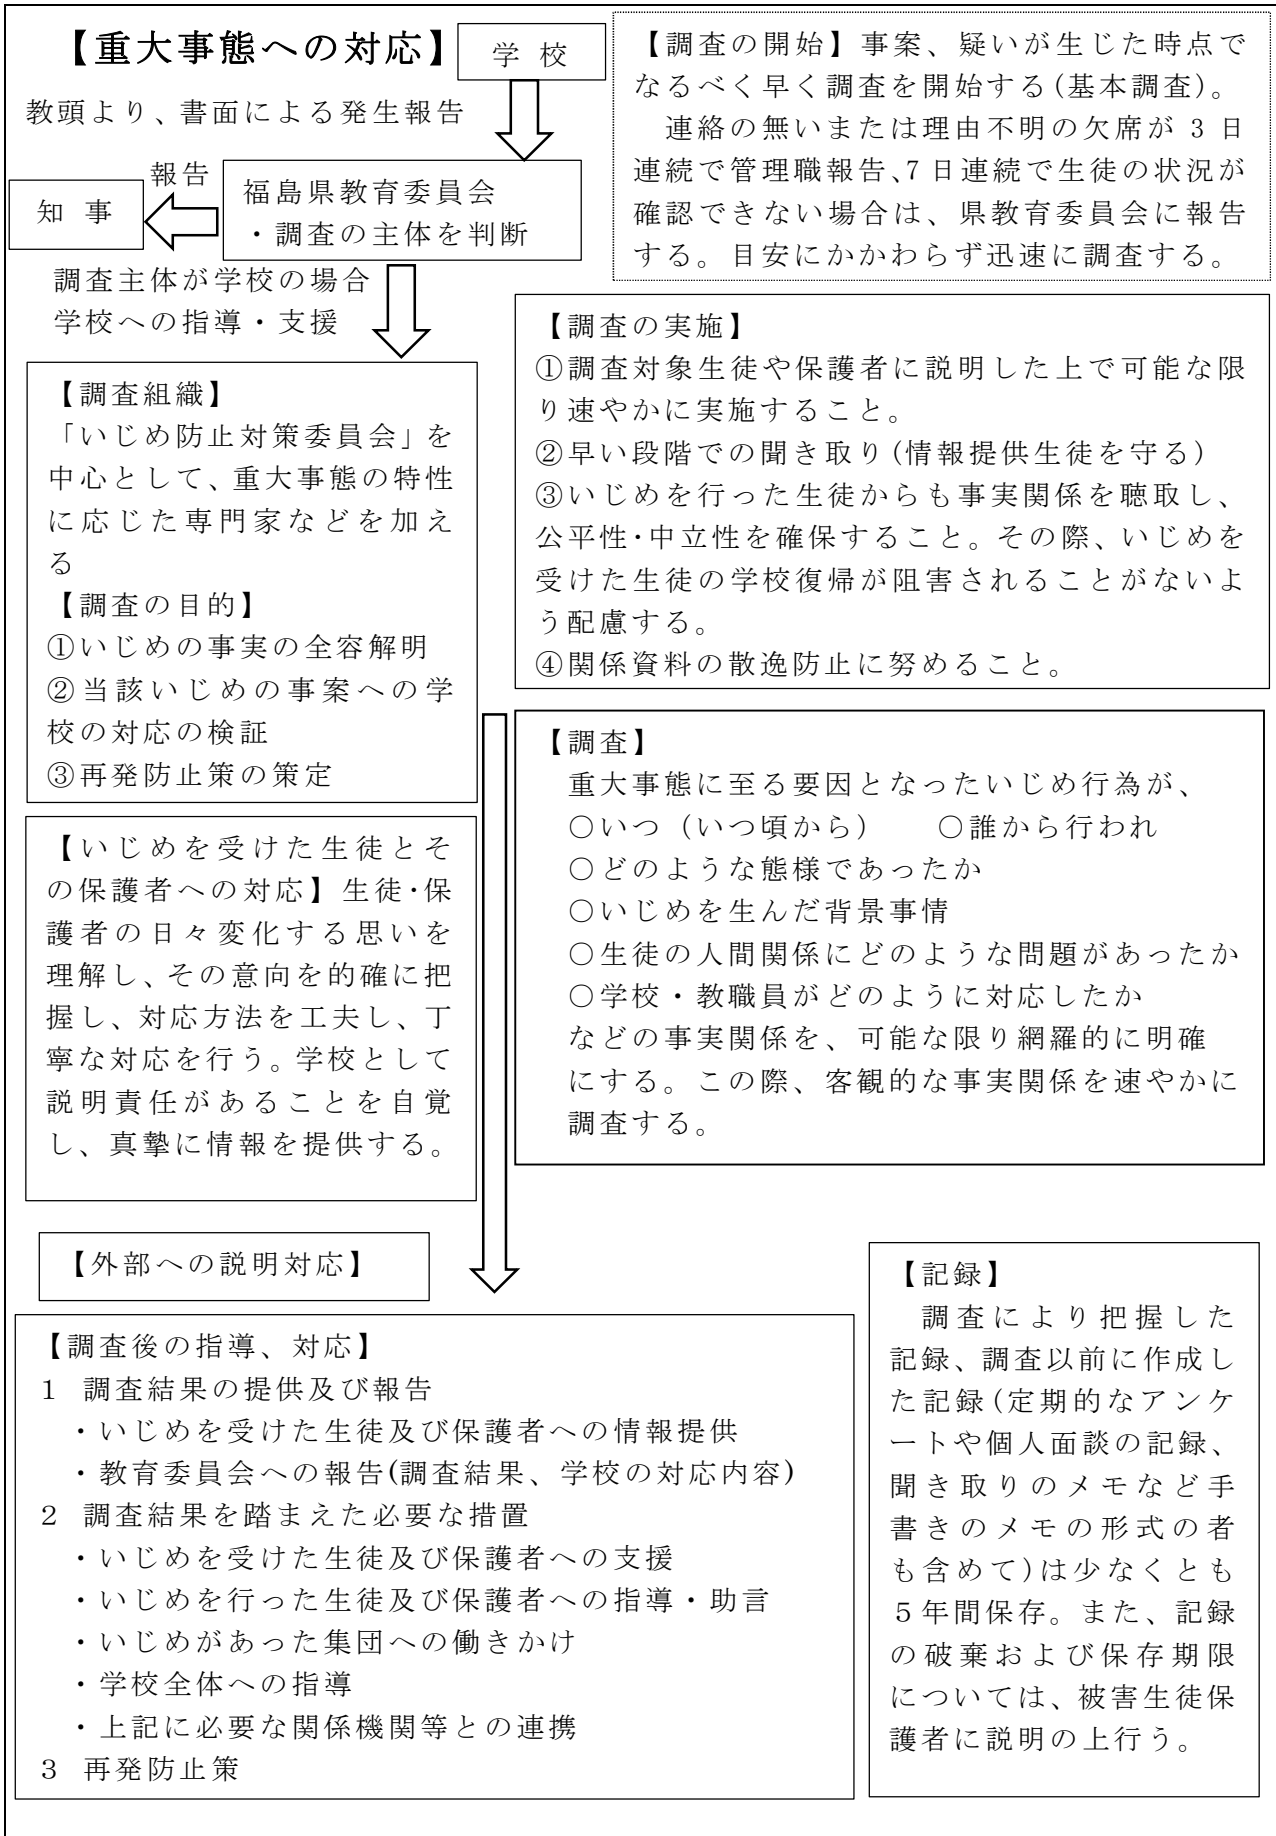 【重大事態への対応】
学 校
教頭より、書面による発生報告
報告
知 事
福島県教育委員会
・調査の主体を判断
調査主体が学校の場合
学校への指導・支援
【調査の開始】事案、疑いが生じた時点で
なるべく早く調査を開始する(基本調査)。
連絡の無いまたは理由不明の欠席が 3 日
連続で管理職報告、7 日連続で生徒の状況が
確認できない場合は、県教育委員会に報告
する。目安にかかわらず迅速に調査する。
【調査組織】
「いじめ防止対策委員会」を
中心として、重大事態の特性
に応じた専門家などを加え
る
【調査の目的】
①いじめの事実の全容解明
②当該いじめの事案への学
校の対応の検証
③再発防止策の策定
【調査の実施】
①調査対象生徒や保護者に説明した上で可能な限
り速やかに実施すること。
②早い段階での聞き取り(情報提供生徒を守る)
③いじめを行った生徒からも事実関係を聴取し、
公平性・中立性を確保すること。その際、いじめを
受けた生徒の学校復帰が阻害されることがないよ
う配慮する。
④関係資料の散逸防止に努めること。
【いじめを受けた生徒とそ
の保護者への対応】生徒・保
護者の日々変化する思いを
理解し、その意向を的確に把
握し、対応方法を工夫し、丁
寧な対応を行う。学校として
説明責任があることを自覚
し、真摯に情報を提供する。
【調査】
重大事態に至る要因となったいじめ行為が、
○いつ（いつ頃から）　○誰から行われ
○どのような態様であったか
○いじめを生んだ背景事情
○生徒の人間関係にどのような問題があったか
○学校・教職員がどのように対応したか
などの事実関係を、可能な限り網羅的に明確
にする。この際、客観的な事実関係を速やかに
調査する。
【外部への説明対応】
【調査後の指導、対応】
1 調査結果の提供及び報告
・いじめを受けた生徒及び保護者への情報提供
・教育委員会への報告(調査結果、学校の対応内容)
2 調査結果を踏まえた必要な措置
・いじめを受けた生徒及び保護者への支援
・いじめを行った生徒及び保護者への指導・助言
・いじめがあった集団への働きかけ
・学校全体への指導
・上記に必要な関係機関等との連携
3 再発防止策
【記録】
調査により把握した
記録、調査以前に作成し
た記録(定期的なアンケ
ートや個人面談の記録、
聞き取りのメモなど手
書きのメモの形式の者
も含めて)は少なくとも
5年間保存。また、記録
の破棄および保存期限
については、被害生徒保
護者に説明の上行う。